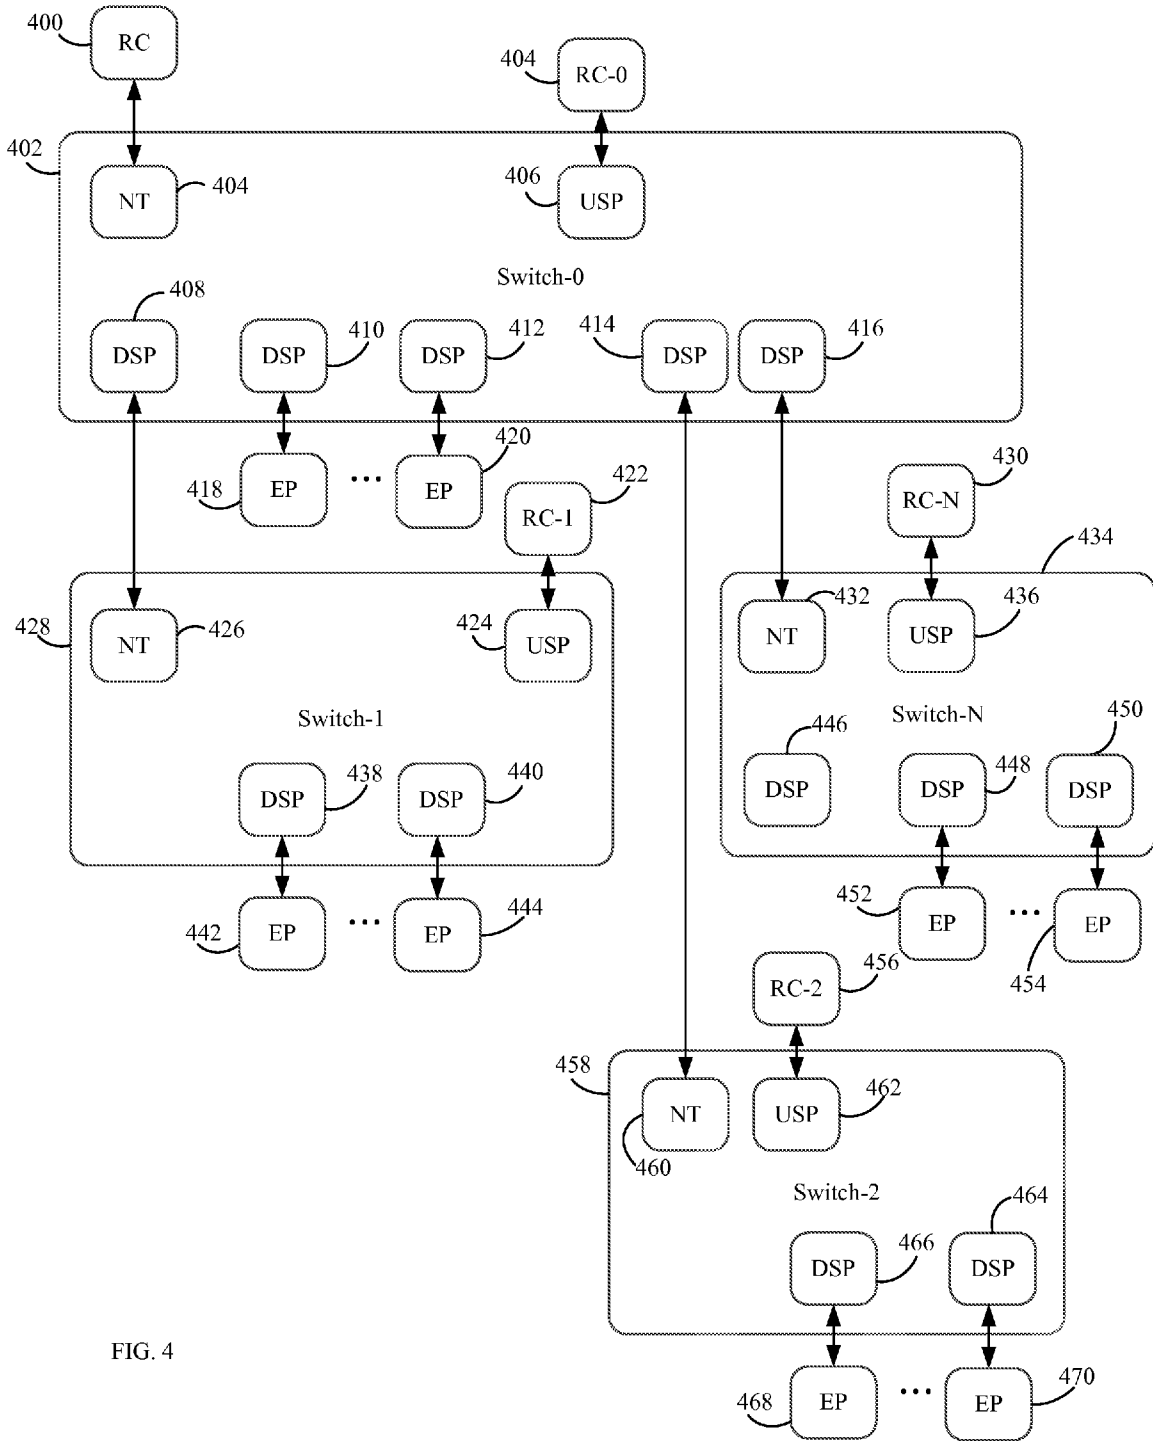 400
RC
404
RC-0
402
NT
404
406
USP
Switch-0
408
DSP
DSP
410
DSP
412
414
DSP
DSP
416
418
EP
...
EP
420
RC-1
422
RC-N
430
434
428
NT
426
424
USP
NT
432
USP
436
Switch-1
Switch-N
DSP
438
DSP
440
446
DSP
DSP
448
450
DSP
442
EP
...
EP
444
452
EP
...
454
EP
RC-2
456
458
NT
460
USP
462
Switch-2
DSP
466
464
DSP
FIG. 4
468
EP
...
EP
470